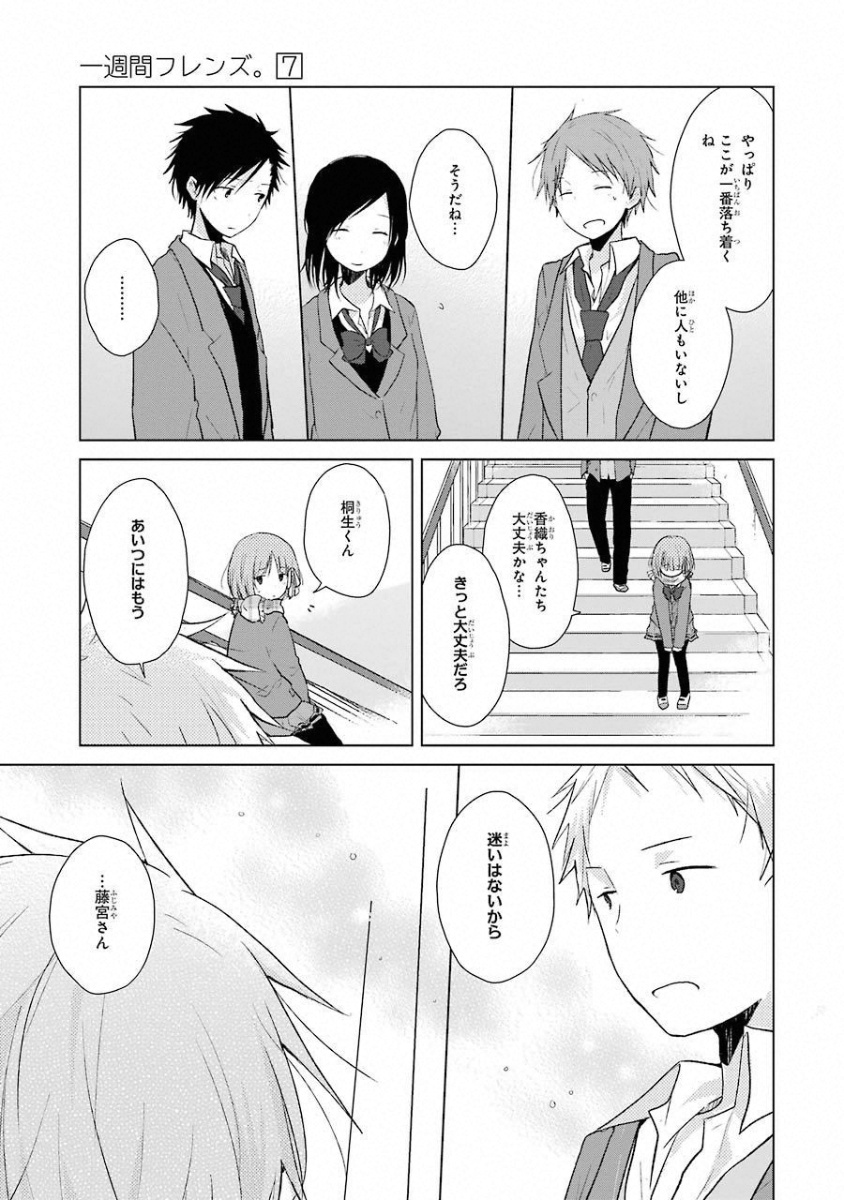 一週間フレンズ。 7
やっぱり
ここが一番落ち着く
ね
他に人もいないし
そうだね…
………
香織ちゃんたち
大丈夫かな…
きっと大丈夫だろ
桐生くん
あいつにはもう
迷いはないから
…藤宮さん